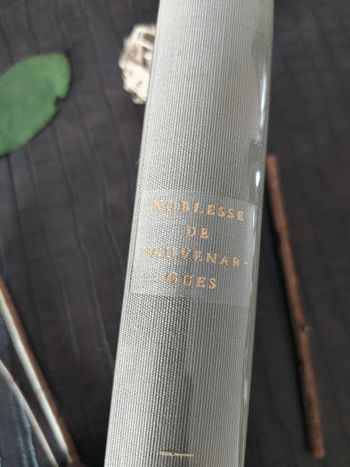 NOBLESSE
DE
VAUVENAR-
GUES